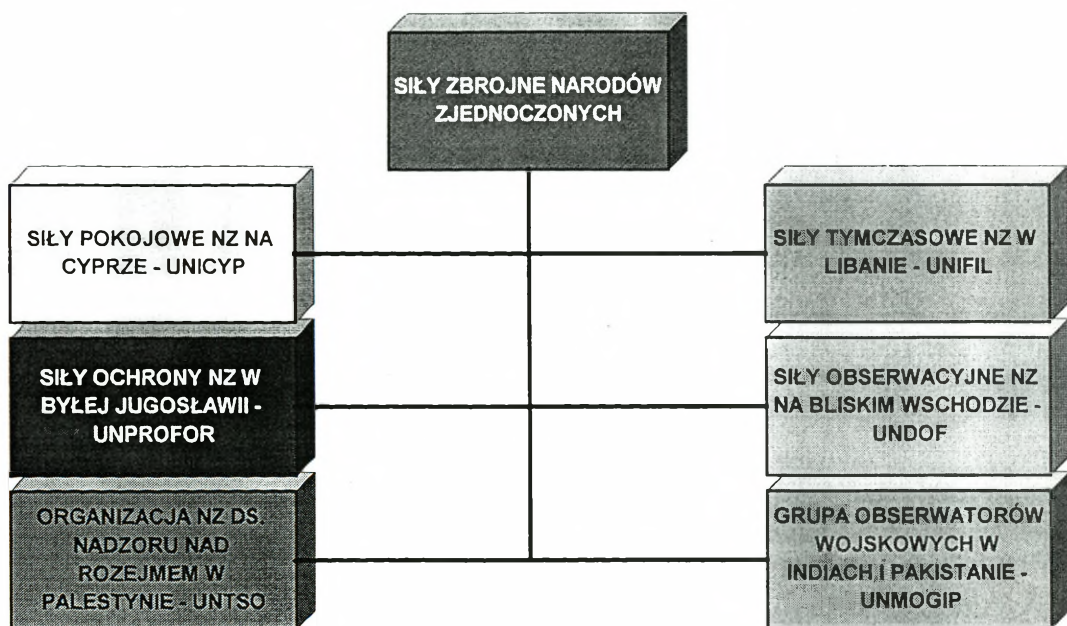 SIŁY ZBROJNE NARODÓW
ZJEDNOCZONYCH
SIŁY POKOJOWE NZ NA
CYPRZE - UNICYP
SIŁY TYMCZASOWE NZ W
LIBANIE - UNIFIL
SIŁY OCHRONY NZ W
BYŁEJ JUGOSŁAWII -
UNPROFOR
SIŁY OBSERWACYJNE NZ
NA BLISKIM WSCHODZIE -
UNDOF
ORGANIZACJA NZ DS.
NADZORU NAD
ROZEJMEM W
PALESTYNIE - UNTSO
GRUPA OBSERWATORÓW
WOJSKOWYCH W
INDIACH I PAKISTANIE -
UNMOGIP